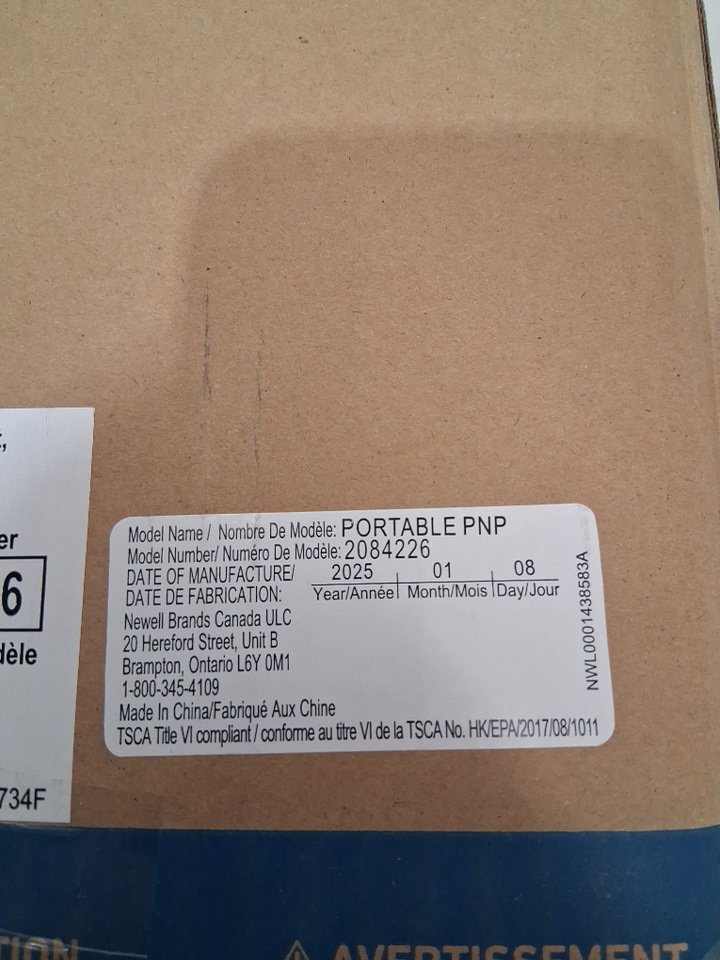 er
6
dèle
734F
Model Name / Nombre De Modèle: PORTABLE PNP
Model Number/ Numéro De Modèle: 2084226
DATE OF MANUFACTURE/ 2025 01 08
DATE DE FABRICATION: Year/Année Month/Mois Day/Jour
Newell Brands Canada ULC
20 Hereford Street, Unit B
Brampton, Ontario L6Y 0M1
1-800-345-4109
Made In China/Fabriqué Aux Chine
TSCA Title VI compliant / conforme au titre VI de la TSCA No. HK/EPA/2017/08/1011
NWL0001438583A
TION
AVERTISSEMENT